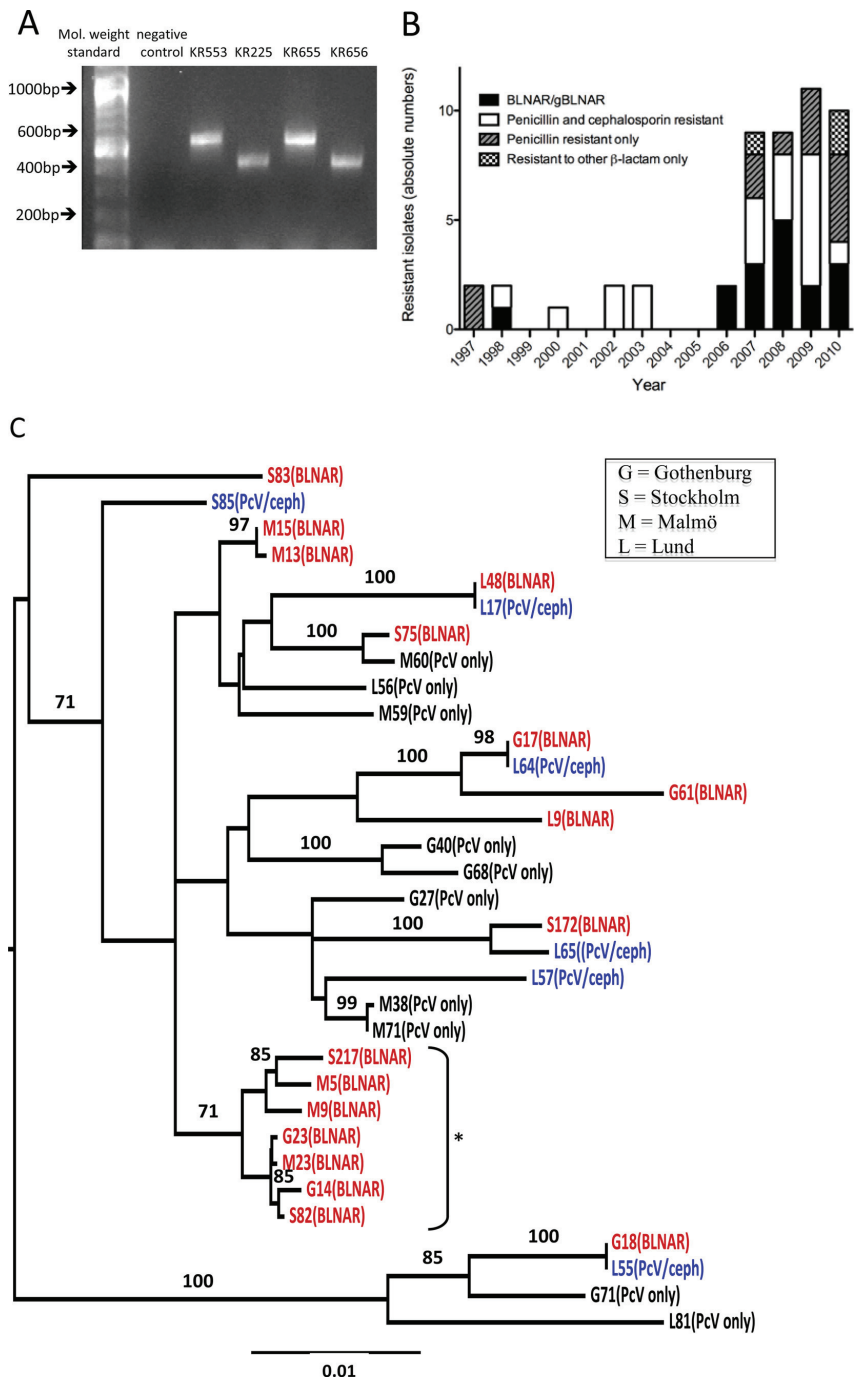 A
Mol. weight
standard
negative
control
KR553 KR225 KR655 KR656
1000bp➔
600bp➔
400bp➔
200bp➔
B
Resistant isolates (absolute numbers)
10
5
0
BLNAR/gBLNAR
Penicillin and cephalosporin resistant
Penicillin resistant only
Resistant to other β-lactam only
1997 1998 1999 2000 2001 2002 2003 2004 2005 2006 2007 2008 2009 2010
Year
C
G = Gothenburg
S = Stockholm
M = Malmö
L = Lund
S83(BLNAR)
S85(PcV/ceph)
97
M15(BLNAR)
M13(BLNAR)
100
L48(BLNAR)
L17(PcV/ceph)
100
S75(BLNAR)
M60(PcV only)
L56(PcV only)
71
M59(PcV only)
98
G17(BLNAR)
100
L64(PcV/ceph)
G61(BLNAR)
L9(BLNAR)
100
G40(PcV only)
G68(PcV only)
G27(PcV only)
100
S172(BLNAR)
L65((PcV/ceph)
L57(PcV/ceph)
99
M38(PcV only)
M71(PcV only)
85
S217(BLNAR)
M5(BLNAR)
71
M9(BLNAR)
G23(BLNAR)
*
M23(BLNAR)
85
G14(BLNAR)
S82(BLNAR)
100
G18(BLNAR)
85
L55(PcV/ceph)
100
G71(PcV only)
L81(PcV only)
0.01